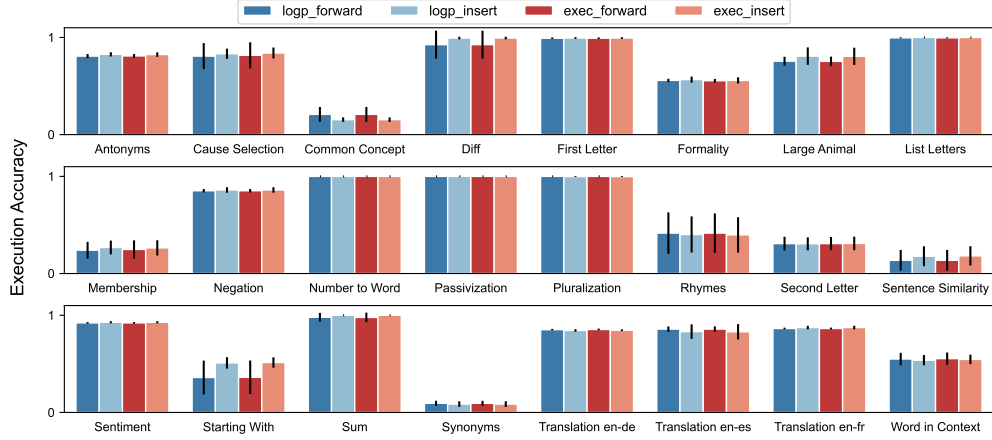 logp_forward logp_insert exec_forward exec_insert
Execution Accuracy
1
0
Antonyms Cause Selection Common Concept Diff First Letter Formality Large Animal List Letters
1
0
Membership Negation Number to Word Passivization Pluralization Rhymes Second Letter Sentence Similarity
1
0
Sentiment Starting With Sum Synonyms Translation en-de Translation en-es Translation en-fr Word in Context